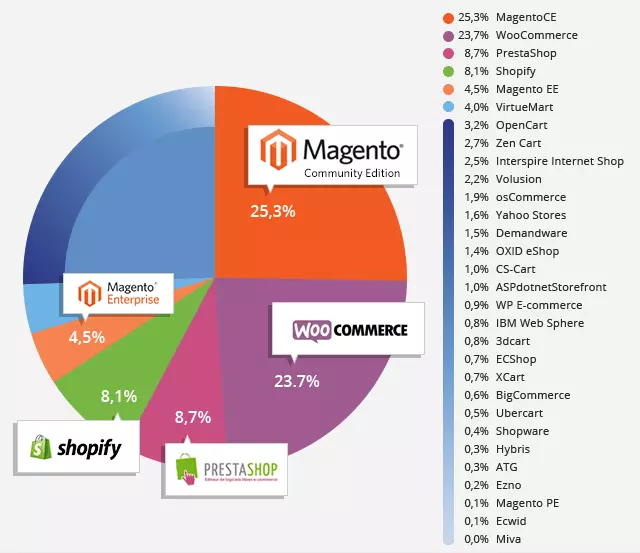 25,3% MagentoCE
23,7% WooCommerce
8,7% PrestaShop
8,1% Shopify
4,5% Magento EE
4,0% VirtueMart
3,2% OpenCart
2,7% Zen Cart
2,5% Interspire Internet Shop
2,2% Volusion
1,9% osCommerce
1,6% Yahoo Stores
1,5% Demandware
1,4% OXID eShop
1,0% CS-Cart
1,0% ASPdotnetStorefront
0,9% WP E-commerce
0,8% IBM Web Sphere
0,8% 3dcart
0,7% ECShop
0,7% XCart
0,6% BigCommerce
0,5% Ubercart
0,4% Shopware
0,3% Hybris
0,3% ATG
0,2% Ezno
0,1% Magento PE
0,1% Ecwid
0,0% Miva
Magento®
Community Edition
25,3%
Magento®
Enterprise
4,5%
WOO COMMERCE
23.7%
8,1%
shopify
8,7%
PRESTASHOP